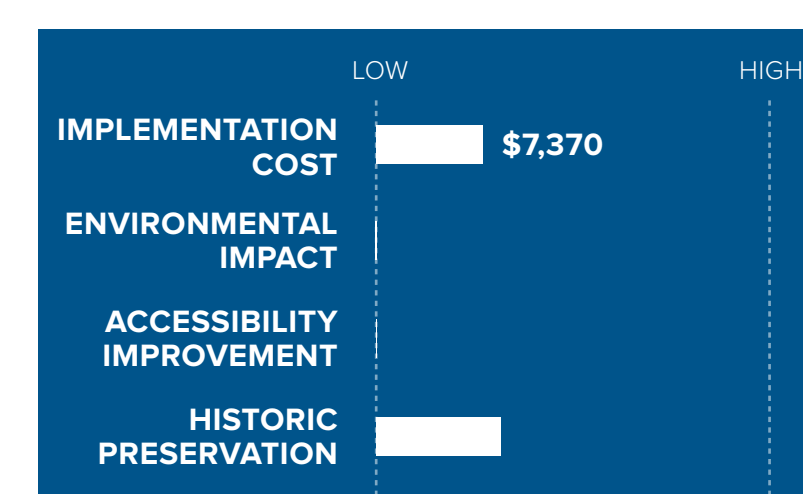 LOW HIGH
IMPLEMENTATION
COST
$7,370
ENVIRONMENTAL
IMPACT
ACCESSIBILITY
IMPROVEMENT
HISTORIC
PRESERVATION